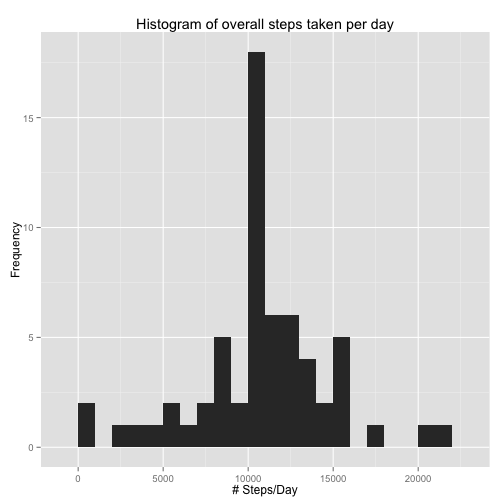 Histogram of overall steps taken per day
Frequency
15
10
5
0
0 5000 10000 15000 20000
# Steps/Day